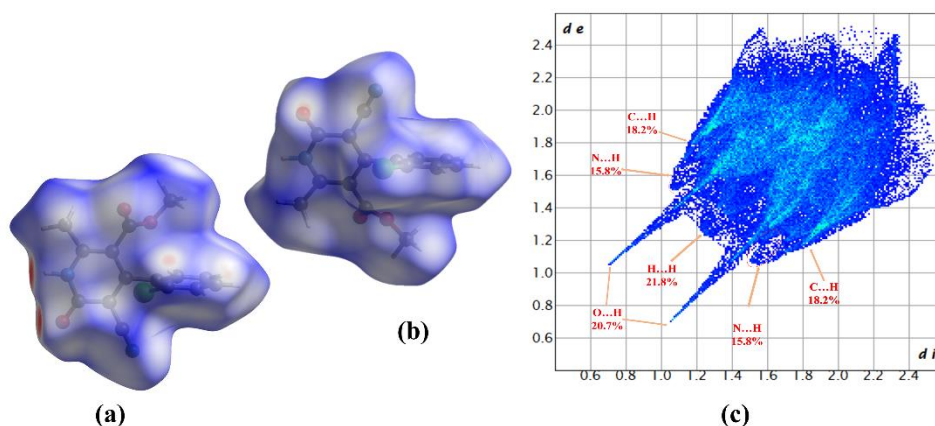 d e
2.4
2.2
2.0
1.8
1.6
1.4
1.2
1.0
0.8
0.6
C…H
18.2%
N…H
15.8%
H…H
21.8%
O…H
20.7%
N…H
15.8%
C…H
18.2%
d i
0.6 0.8 1.0 1.2 1.4 1.6 1.8 2.0 2.2 2.4
(a)
(b)
(c)